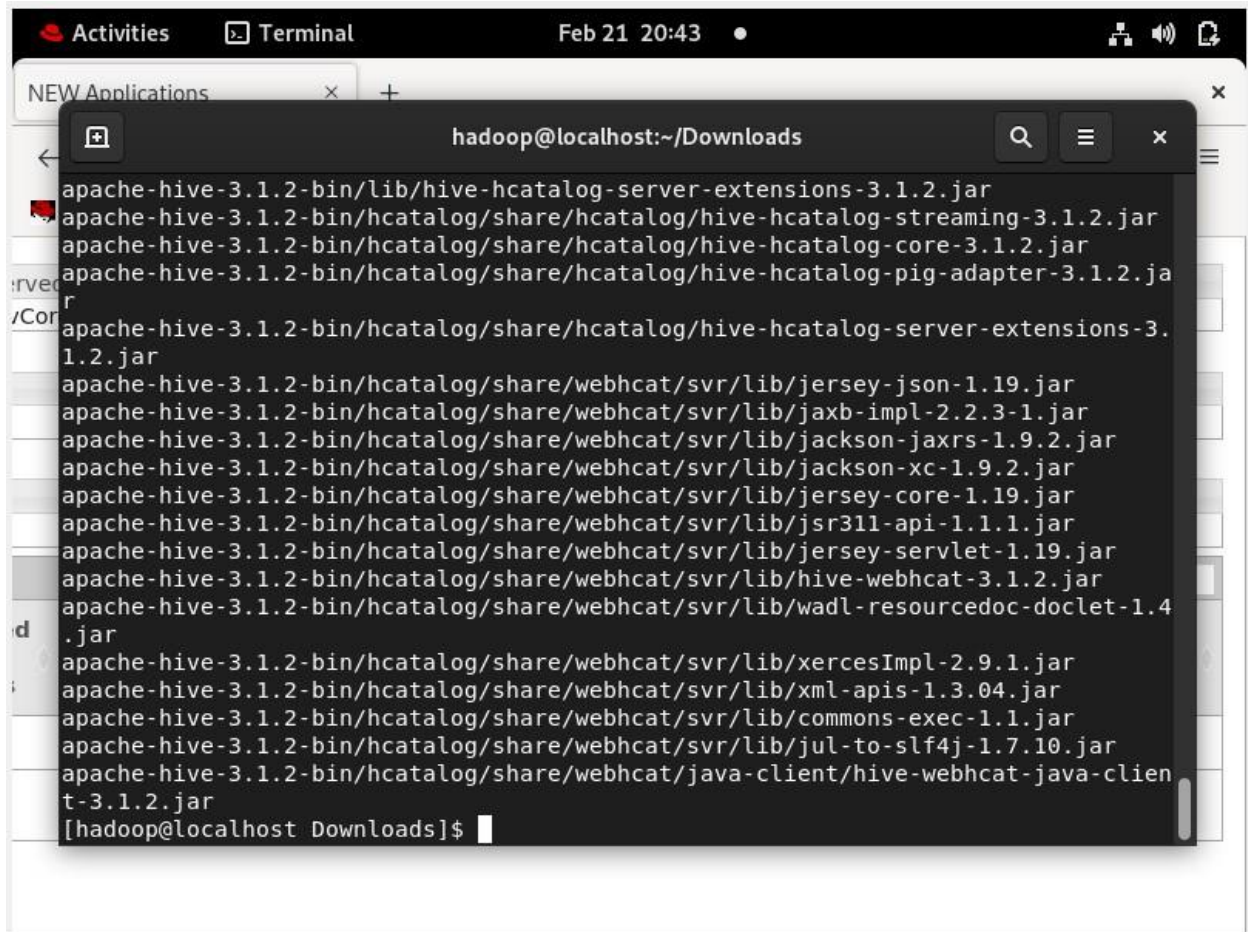 Activities Terminal Feb 21 20:43
NEW Applications × +
hadoop@localhost:~/Downloads
apache-hive-3.1.2-bin/lib/hive-hcatalog-server-extensions-3.1.2.jar
apache-hive-3.1.2-bin/hcatalog/share/hcatalog/hive-hcatalog-streaming-3.1.2.jar
apache-hive-3.1.2-bin/hcatalog/share/hcatalog/hive-hcatalog-core-3.1.2.jar
apache-hive-3.1.2-bin/hcatalog/share/hcatalog/hive-hcatalog-pig-adapter-3.1.2.ja
r
apache-hive-3.1.2-bin/hcatalog/share/hcatalog/hive-hcatalog-server-extensions-3.
1.2.jar
apache-hive-3.1.2-bin/hcatalog/share/webhcat/svr/lib/jersey-json-1.19.jar
apache-hive-3.1.2-bin/hcatalog/share/webhcat/svr/lib/jaxb-impl-2.2.3-1.jar
apache-hive-3.1.2-bin/hcatalog/share/webhcat/svr/lib/jackson-jaxrs-1.9.2.jar
apache-hive-3.1.2-bin/hcatalog/share/webhcat/svr/lib/jackson-xc-1.9.2.jar
apache-hive-3.1.2-bin/hcatalog/share/webhcat/svr/lib/jersey-core-1.19.jar
apache-hive-3.1.2-bin/hcatalog/share/webhcat/svr/lib/jsr311-api-1.1.1.jar
apache-hive-3.1.2-bin/hcatalog/share/webhcat/svr/lib/jersey-servlet-1.19.jar
apache-hive-3.1.2-bin/hcatalog/share/webhcat/svr/lib/hive-webhcat-3.1.2.jar
apache-hive-3.1.2-bin/hcatalog/share/webhcat/svr/lib/wadl-resourcedoc-doclet-1.4
.jar
apache-hive-3.1.2-bin/hcatalog/share/webhcat/svr/lib/xercesImpl-2.9.1.jar
apache-hive-3.1.2-bin/hcatalog/share/webhcat/svr/lib/xml-apis-1.3.04.jar
apache-hive-3.1.2-bin/hcatalog/share/webhcat/svr/lib/commons-exec-1.1.jar
apache-hive-3.1.2-bin/hcatalog/share/webhcat/svr/lib/jul-to-slf4j-1.7.10.jar
apache-hive-3.1.2-bin/hcatalog/share/webhcat/java-client/hive-webhcat-java-clien
t-3.1.2.jar
[hadoop@localhost Downloads]$